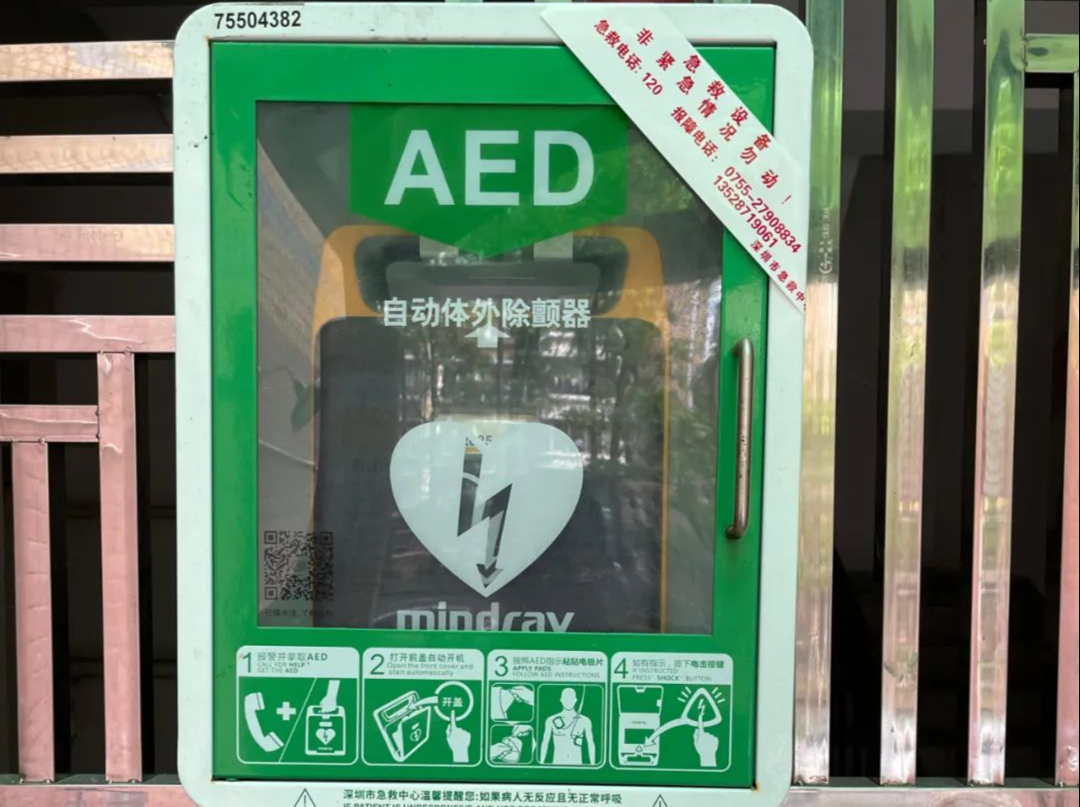 75504382
急救设备
非紧急情况勿动！
急救电话：120 报障电话：0755-27908834
13528719061
深圳市急救中
AED
自动体外除颤器
mindray
1 报警并拿取AED
CALL FOR HELP
GET THE AED
2 打开前盖自动开机
Open the front cover and
start automatically
开盖
3 按照AED指示粘贴电极片
APPLY PADS
FOLLOW AED INSTRUCTIONS
4 如有指示，按下电击按键
IF INSTRUCTED
PRESS "SHOCK" BUTTON
深圳市急救中心温馨提醒您:如果病人无反应且无正常呼吸